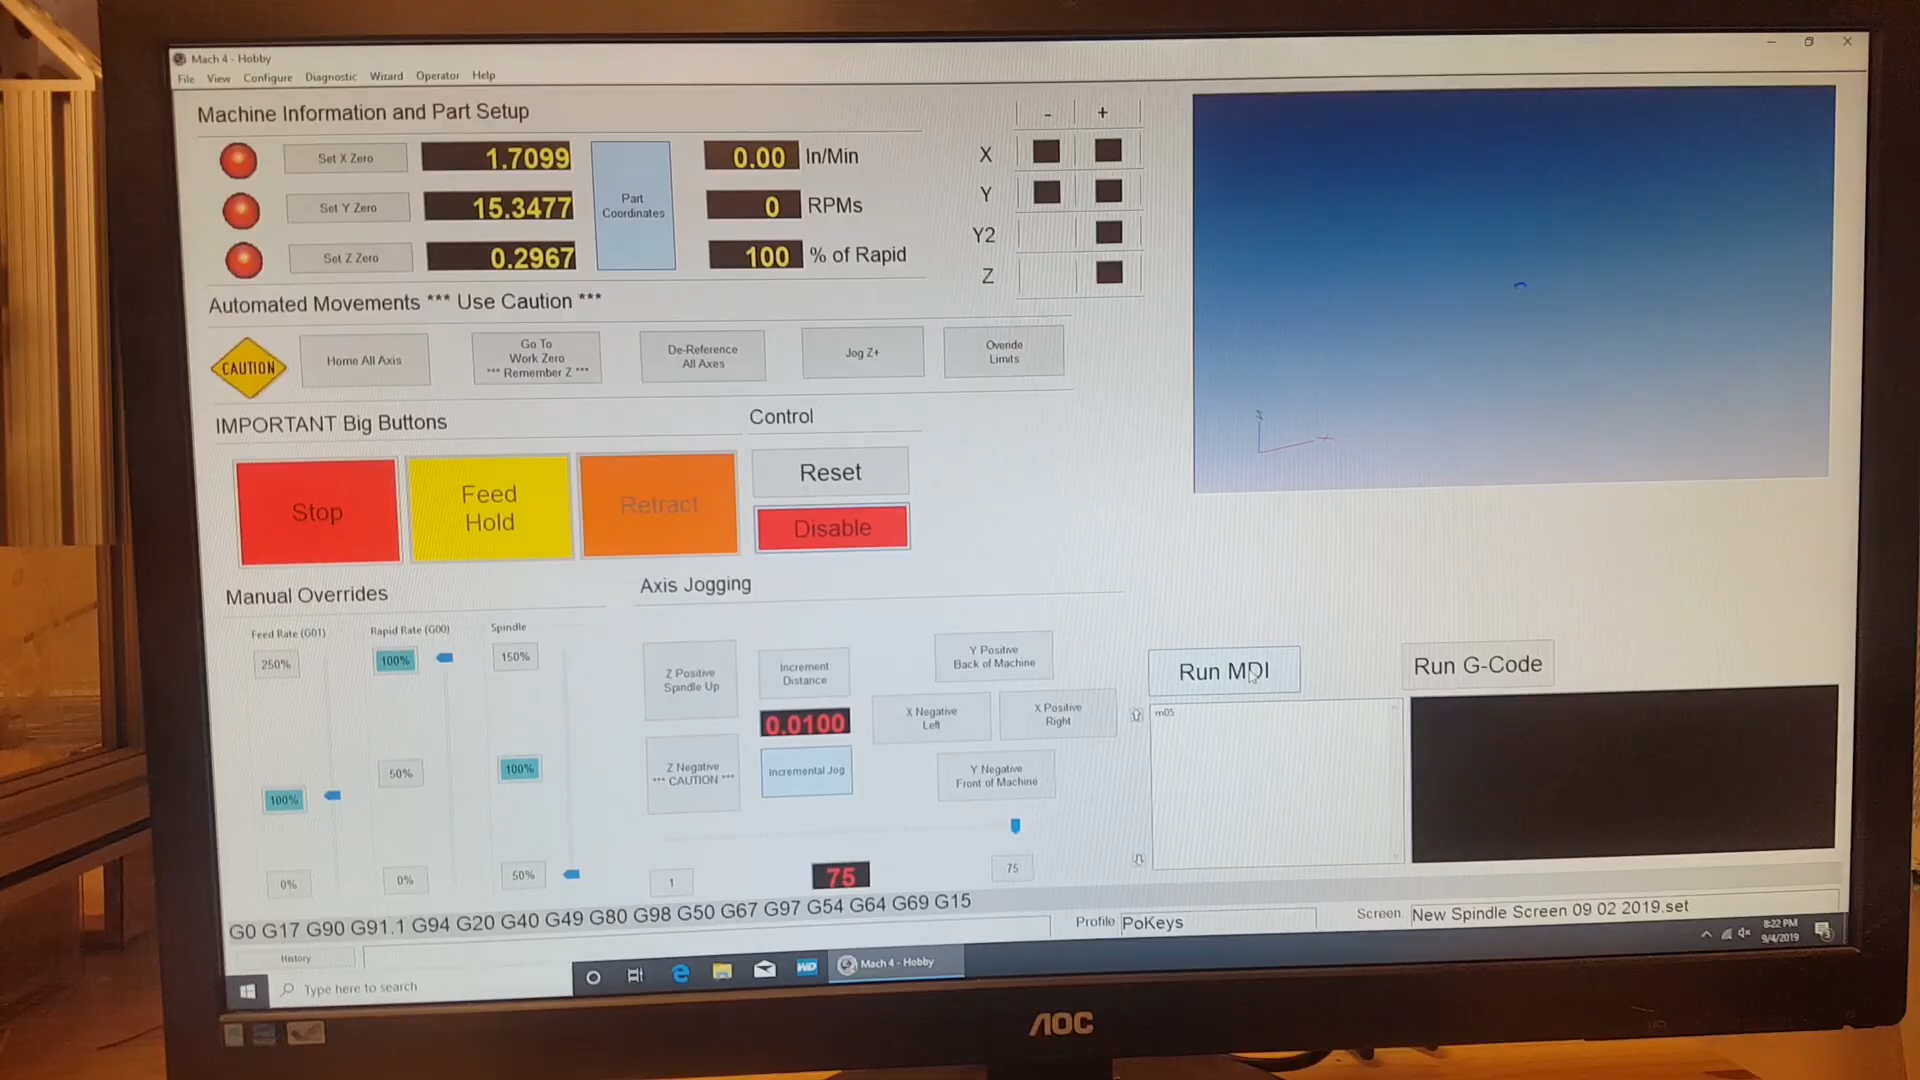 Mach 4 - Hobby
File View Configure Diagnostic Wizard Operator Help
Machine Information and Part Setup
- +
Set X Zero 1.7099 Part Coordinates 0.00 In/Min X
Set Y Zero 15.3477 0 RPMs Y
Y2
Set Z Zero 0.2967 100 % of Rapid Z
Automated Movements *** Use Caution ***
CAUTION
Home All Axis
Go To
Work Zero
*** Remember Z ***
De-Reference
All Axes
Jog Z+
Limits
IMPORTANT Big Buttons
Control
Stop
Feed
Hold
Retract
Reset
Disable
Manual Overrides
Axis Jogging
Feed Rate (G01) Rapid Rate (G00) Spindle
250% 100% 150%
50% 100%
100%
0% 0% 50%
Z Positive
Spindle Up
Increment
Distance
0.0100
Z Negative
*** CAUTION ***
Incremental Jog
Y Positive
Back of Machine
X Negative
Left
X Positive
Right
Y Negative
Front of Machine
1 75 75
Run MDI
Run G-Code
m05
G0 G17 G90 G91.1 G94 G20 G40 G49 G80 G98 G50 G67 G97 G54 G64 G69 G15
Profile PoKeys
Screen: New Spindle Screen 09 02 2019.set
History
Type here to search
WD
Mach 4 - Hobby
8:22 PM
9/4/2019
3
AOC